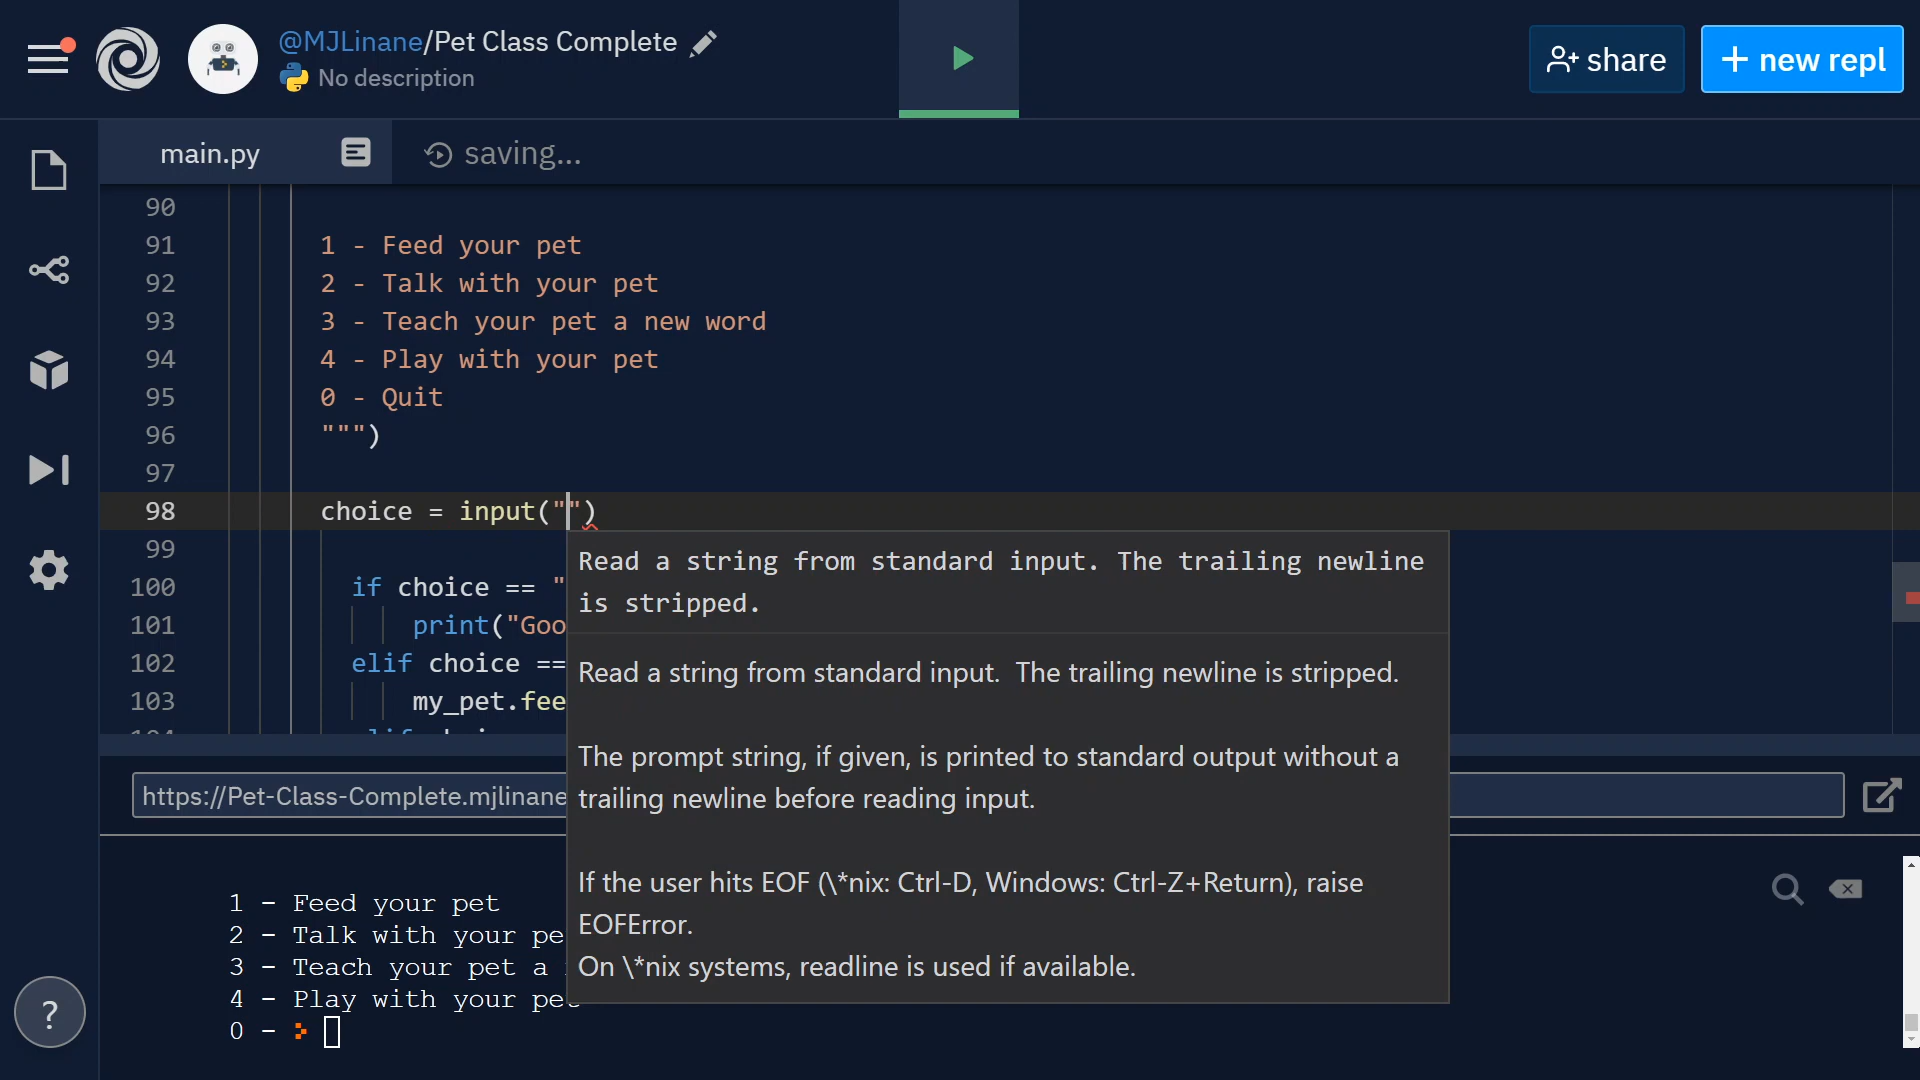 @MJLinane/Pet Class Complete
No description
share
+ new repl
main.py
saving...
90
91 1 - Feed your pet
92 2 - Talk with your pet
93 3 - Teach your pet a new word
94 4 - Play with your pet
95 0 - Quit
96 """)
97
98 choice = input("")
99
100 if choice == "
101 print("Goo
102 elif choice ==
103 my_pet.fee
Read a string from standard input. The trailing newline
is stripped.
Read a string from standard input. The trailing newline is stripped.
The prompt string, if given, is printed to standard output without a
trailing newline before reading input.
If the user hits EOF (\*nix: Ctrl-D, Windows: Ctrl-Z+Return), raise
EOFError.
On \*nix systems, readline is used if available.
https://Pet-Class-Complete.mjlinane
1 - Feed your pet
2 - Talk with your pe
3 - Teach your pet a
4 - Play with your pet
0 -
?